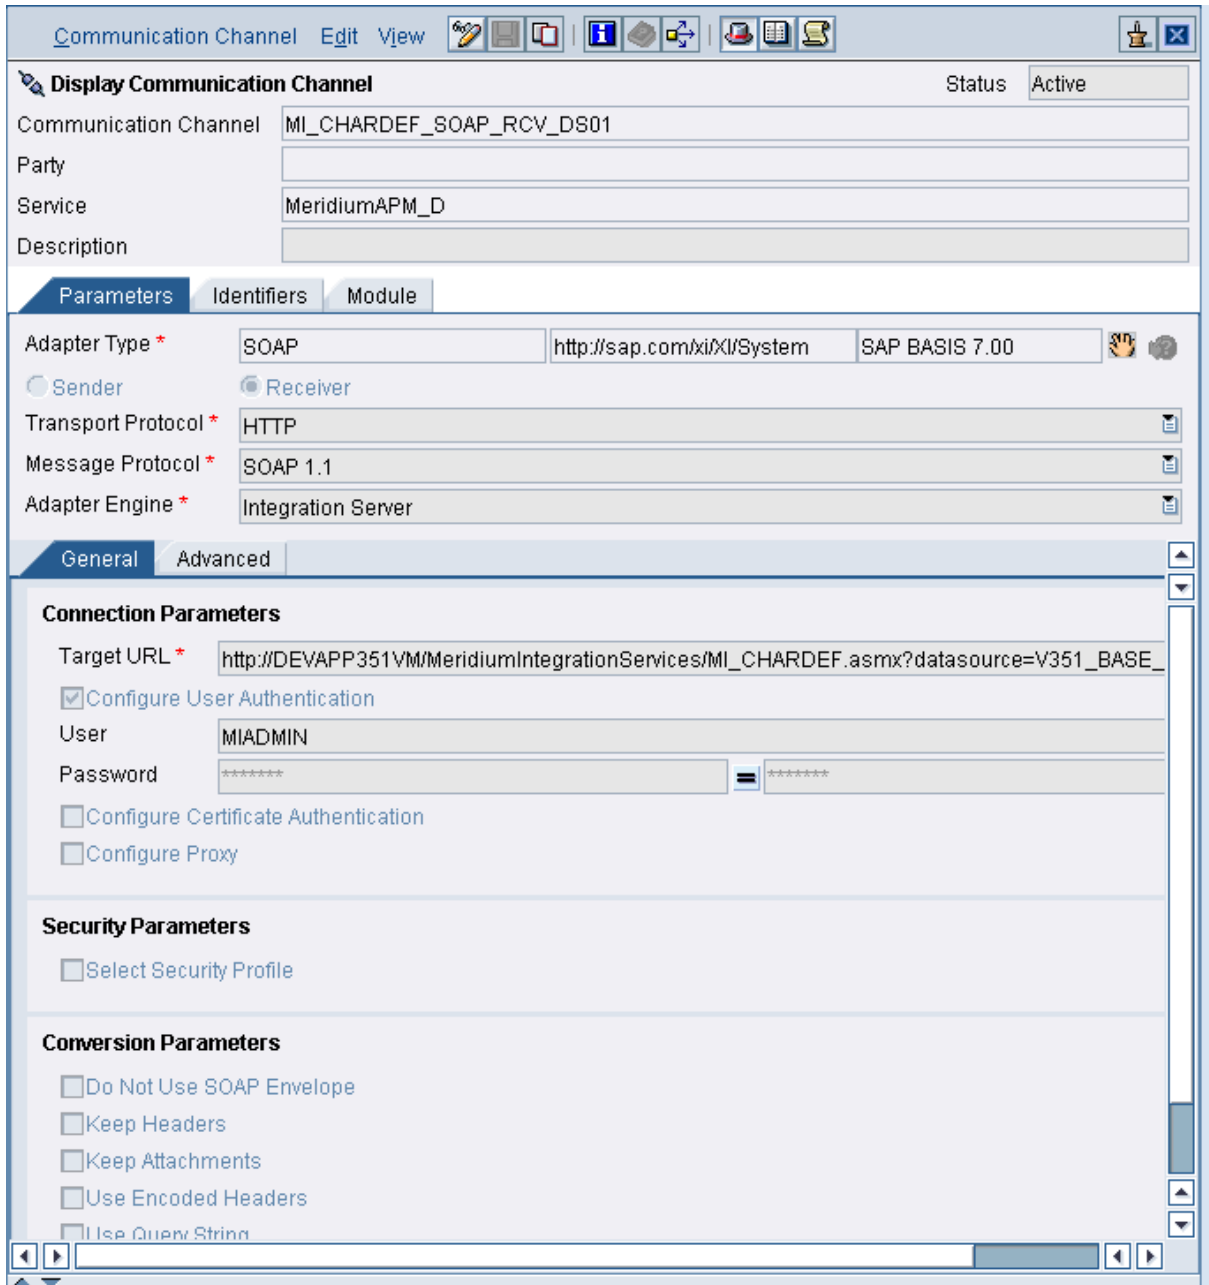 Communication Channel Edit View
Display Communication Channel Status Active
Communication Channel MI_CHARDEF_SOAP_RCV_DS01
Party
Service MeridiumAPM_D
Description
Parameters Identifiers Module
Adapter Type * SOAP http://sap.com/xi/XI/System SAP BASIS 7.00
Sender Receiver
Transport Protocol * HTTP
Message Protocol * SOAP 1.1
Adapter Engine * Integration Server
General Advanced
Connection Parameters
Target URL * http://DEVAPP351VM/MeridiumIntegrationServices/MI_CHARDEF.asmx?datasource=V351_BASE_
Configure User Authentication
User MIADMIN
Password ******* = *******
Configure Certificate Authentication
Configure Proxy
Security Parameters
Select Security Profile
Conversion Parameters
Do Not Use SOAP Envelope
Keep Headers
Keep Attachments
Use Encoded Headers
Use Query String